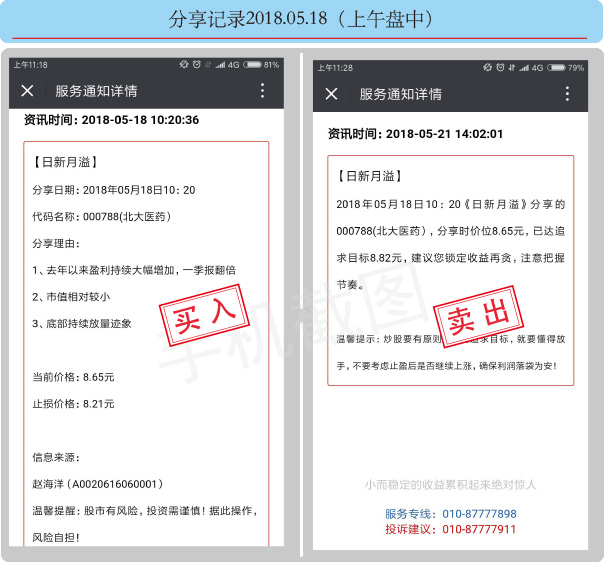 分享记录2018.05.18（上午盘中）
上午11:18
4G 81%
服务通知详情
资讯时间: 2018-05-18 10:20:36
【日新月溢】
分享日期: 2018年05月18日10: 20
代码名称: 000788(北大医药)
分享理由:
1、去年以来盈利持续大幅增加, 一季报翻倍
2、市值相对较小
3、底部持续放量迹象
买入
当前价格: 8.65元
止损价格: 8.21元
信息来源:
赵海洋（A0020616060001）
温馨提醒: 股市有风险, 投资需谨慎! 据此操作,
风险自担!
上午11:28
4G 79%
服务通知详情
资讯时间: 2018-05-21 14:02:01
【日新月溢】
2018年05月18日10: 20《日新月溢》分享的
000788(北大医药), 分享时价位8.65元, 已达追
求目标8.82元, 建议您锁定收益再贪, 注意把握
节奏。
卖出
温馨提示: 炒股要有原则 求目标, 就要懂得放
手, 不要考虑止盈后是否继续上涨, 确保利润落袋为安!
小而稳定的收益累积起来绝对惊人
服务专线: 010-87777898
投诉建议: 010-87777911
手机截图